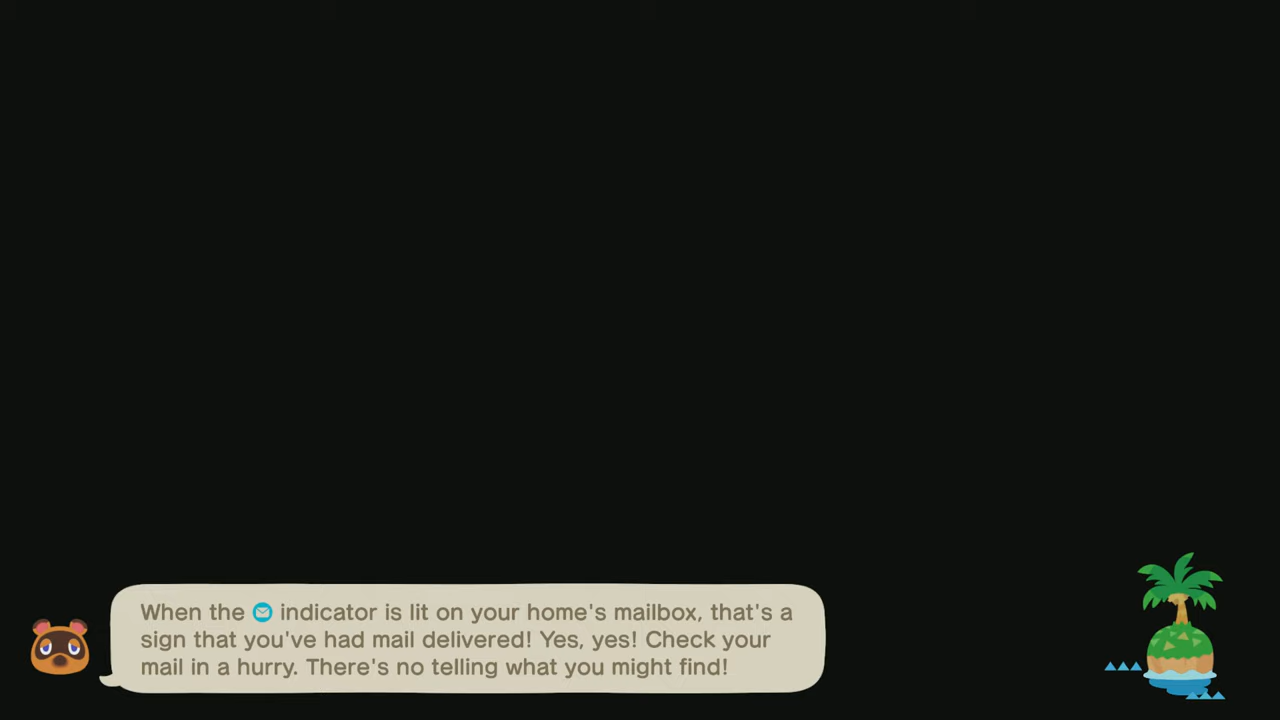 When the indicator is lit on your home's mailbox, that's a
sign that you've had mail delivered! Yes, yes! Check your
mail in a hurry. There's no telling what you might find!